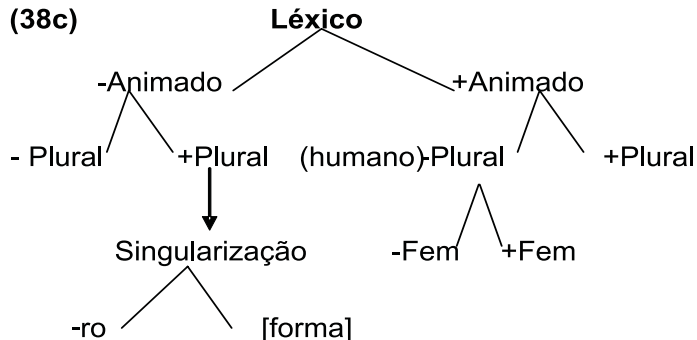 (38c) Léxico
-Animado +Animado
- Plural +Plural (humano)-Plural +Plural
Singularização -Fem +Fem
-ro [forma]